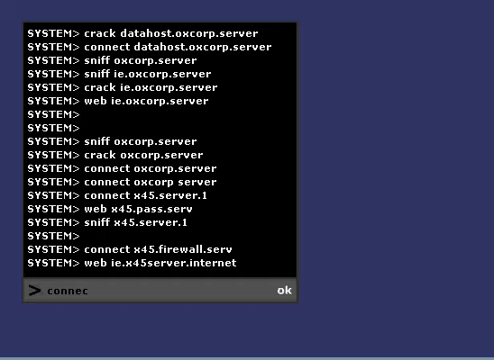 SYSTEM> crack datahost.oxcorp.server
SYSTEM> connect datahost.oxcorp.server
SYSTEM> sniff oxcorp.server
SYSTEM> sniff ie.oxcorp.server
SYSTEM> crack ie.oxcorp.server
SYSTEM> web ie.oxcorp.server
SYSTEM>
SYSTEM>
SYSTEM> sniff oxcorp.server
SYSTEM> crack oxcorp.server
SYSTEM> connect oxcorp.server
SYSTEM> connect oxcorp server
SYSTEM> connect x45.server.1
SYSTEM> web x45.pass.serv
SYSTEM> sniff x45.server.1
SYSTEM>
SYSTEM> connect x45.firewall.serv
SYSTEM> web ie.x45server.internet
> connec ok